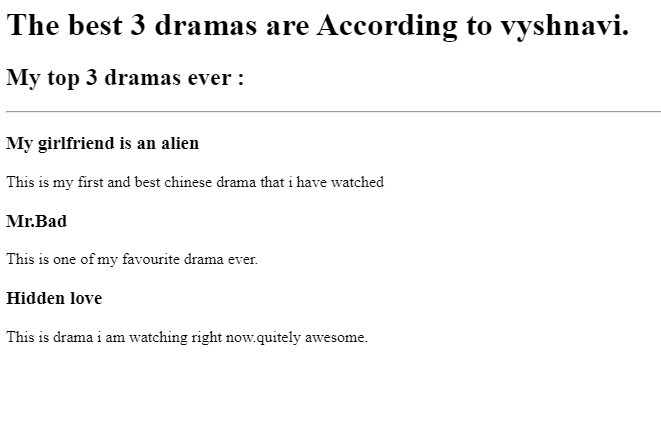 The best 3 dramas are According to vyshnavi.
My top 3 dramas ever :
My girlfriend is an alien
This is my first and best chinese drama that i have watched
Mr.Bad
This is one of my favourite drama ever.
Hidden love
This is drama i am watching right now.quitely awesome.